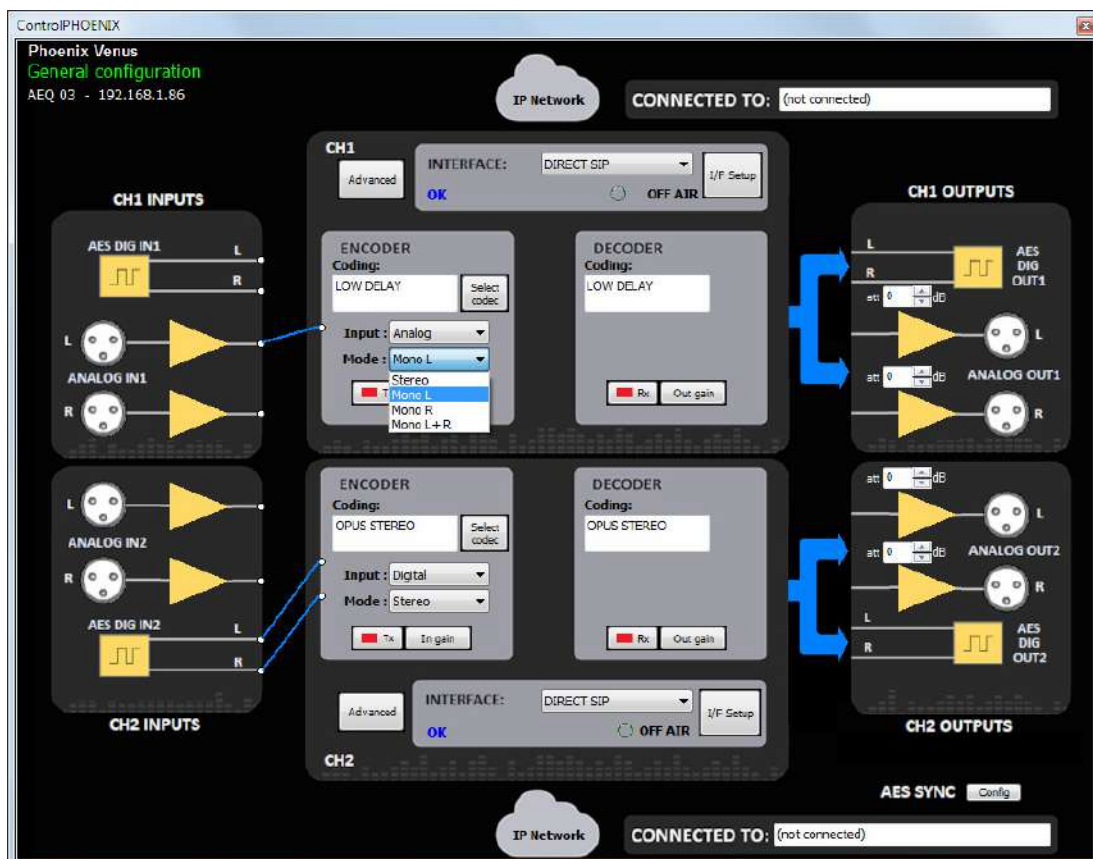 ControlPHOENIX
Phoenix Venus
General configuration
AEQ 03 - 192.168.1.86
IP Network
CONNECTED TO: (not connected)
CH1
Advanced
INTERFACE: DIRECT SIP
I/F Setup
OK
OFF AIR
CH1 INPUTS
AES DIG IN1
L
R
L
ANALOG IN1
R
ENCODER
Coding:
LOW DELAY
Select
codec
Input : Analog
Mode : Mono L
Stereo
Mono L
Mono R
Mono L+R
DECODER
Coding:
LOW DELAY
Rx
Out gain
CH1 OUTPUTS
L
R
AES
DIG
OUT1
att 0 dB
L
att 0 dB
ANALOG OUT1
R
L
ANALOG IN2
R
AES DIG IN2
L
R
CH2 INPUTS
ENCODER
Coding:
OPUS STEREO
Select
codec
Input : Digital
Mode : Stereo
Tx
In gain
DECODER
Coding:
OPUS STEREO
Rx
Out gain
att 0 dB
L
att 0 dB
ANALOG OUT2
R
L
R
AES
DIG
OUT2
CH2 OUTPUTS
Advanced
INTERFACE: DIRECT SIP
I/F Setup
OK
OFF AIR
CH2
AES SYNC Config
IP Network
CONNECTED TO: (not connected)